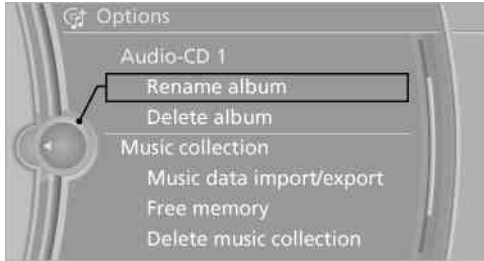 Options
Audio-CD 1
Rename album
Delete album
Music collection
Music data import/export
Free memory
Delete music collection